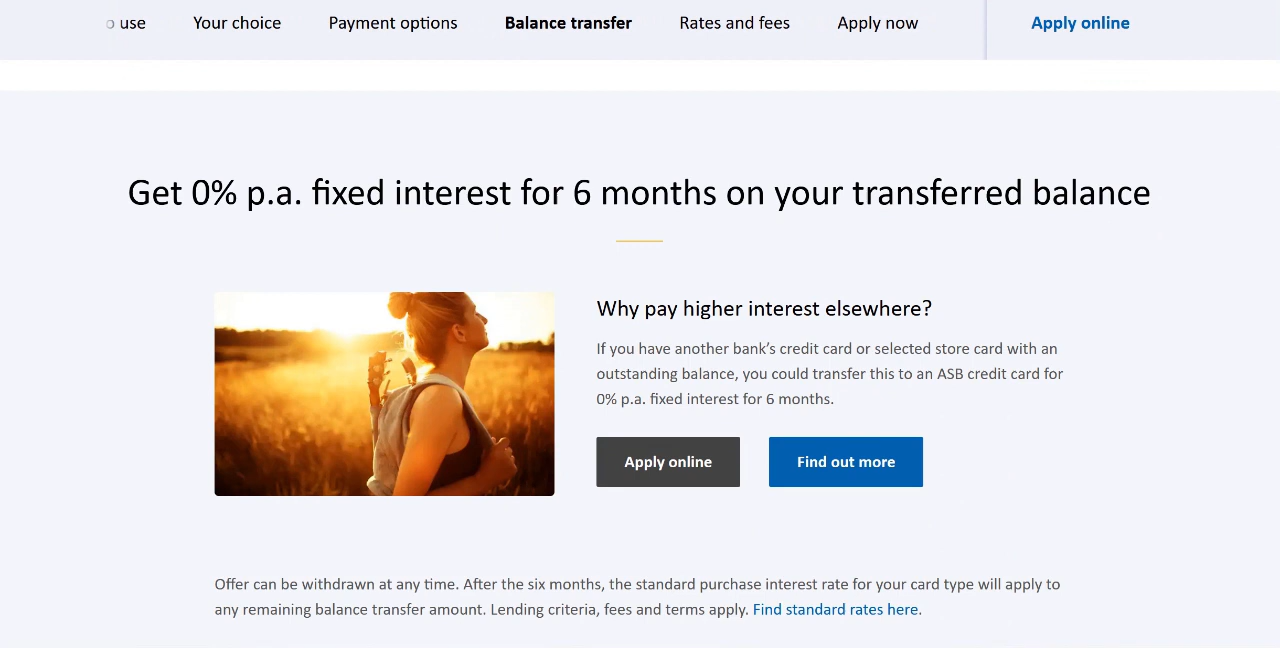 use
Your choice
Payment options
Balance transfer
Rates and fees
Apply now
Apply online
Get 0% p.a. fixed interest for 6 months on your transferred balance
Why pay higher interest elsewhere?
If you have another bank’s credit card or selected store card with an
outstanding balance, you could transfer this to an ASB credit card for
0% p.a. fixed interest for 6 months.
Apply online
Find out more
Offer can be withdrawn at any time. After the six months, the standard purchase interest rate for your card type will apply to
any remaining balance transfer amount. Lending criteria, fees and terms apply. Find standard rates here.